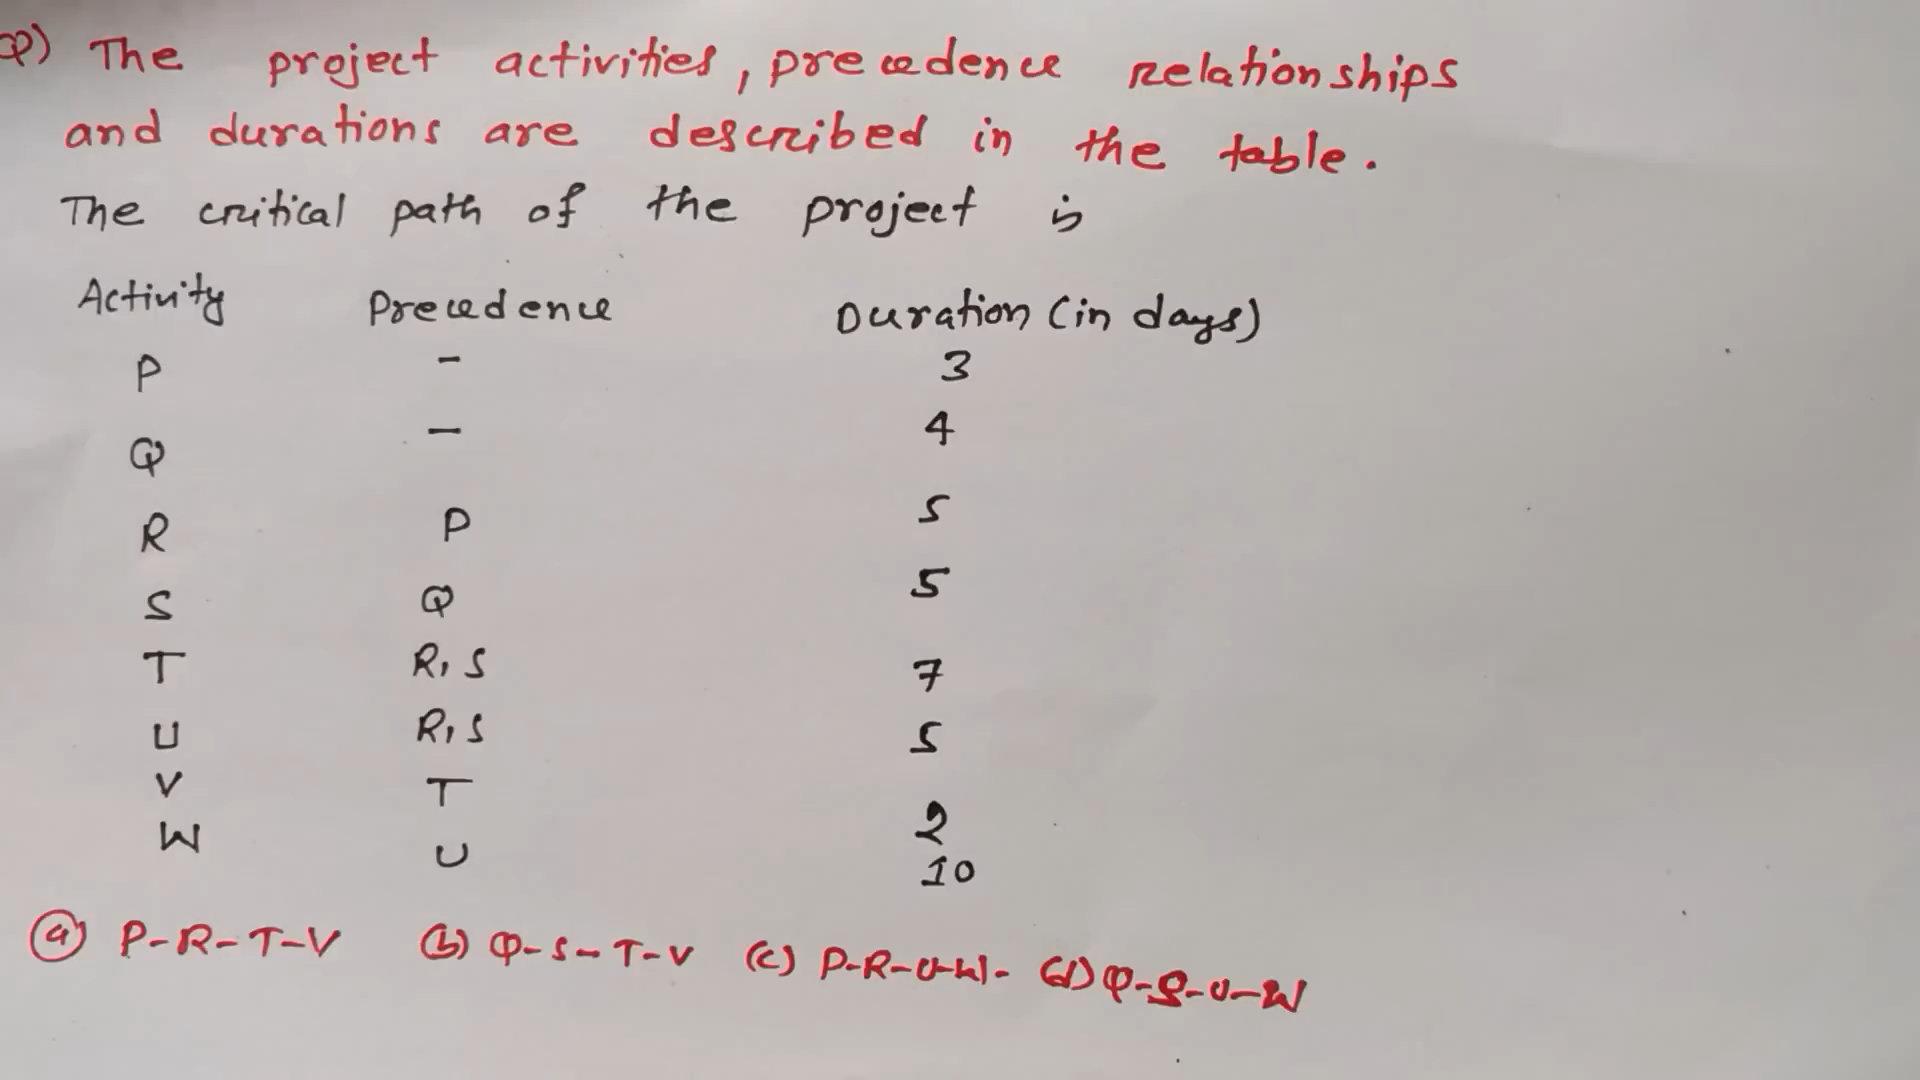 Q) The project activities, precedence relationships
and durations are described in the table.
The critical path of the project is
Activity Precedence Duration (in days)
P - 3
Q - 4
R P 5
S Q 5
T R, S 7
U R, S 5
V T 2
W U 10
(a) P-R-T-V (b) Q-S-T-V (c) P-R-U-W- (d) Q-S-U-W